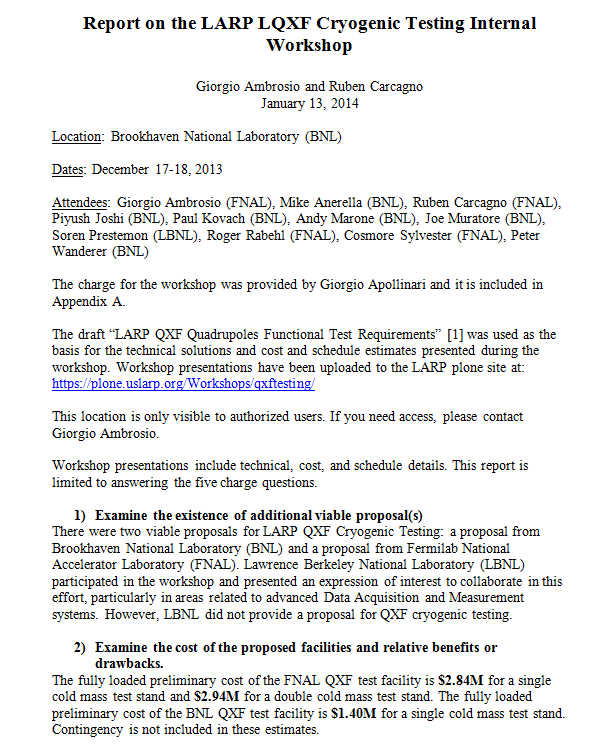 Report on the LARP LQXF Cryogenic Testing Internal
Workshop
Giorgio Ambrosio and Ruben Carcagno
January 13, 2014
Location: Brookhaven National Laboratory (BNL)
Dates: December 17-18, 2013
Attendees: Giorgio Ambrosio (FNAL), Mike Anerella (BNL), Ruben Carcagno (FNAL),
Piyush Joshi (BNL), Paul Kovach (BNL), Andy Marone (BNL), Joe Muratore (BNL),
Soren Prestemon (LBNL), Roger Rabehl (FNAL), Cosmore Sylvester (FNAL), Peter
Wanderer (BNL)
The charge for the workshop was provided by Giorgio Apollinari and it is included in
Appendix A.
The draft “LARP QXF Quadrupoles Functional Test Requirements” [1] was used as the
basis for the technical solutions and cost and schedule estimates presented during the
workshop. Workshop presentations have been uploaded to the LARP plone site at:
https://plone.uslarp.org/Workshops/qxftesting/
This location is only visible to authorized users. If you need access, please contact
Giorgio Ambrosio.
Workshop presentations include technical, cost, and schedule details. This report is
limited to answering the five charge questions.
1) Examine the existence of additional viable proposal(s)
There were two viable proposals for LARP QXF Cryogenic Testing: a proposal from
Brookhaven National Laboratory (BNL) and a proposal from Fermilab National
Accelerator Laboratory (FNAL). Lawrence Berkeley National Laboratory (LBNL)
participated in the workshop and presented an expression of interest to collaborate in this
effort, particularly in areas related to advanced Data Acquisition and Measurement
systems. However, LBNL did not provide a proposal for QXF cryogenic testing.
2) Examine the cost of the proposed facilities and relative benefits or
drawbacks.
The fully loaded preliminary cost of the FNAL QXF test facility is $2.84M for a single
cold mass test stand and $2.94M for a double cold mass test stand. The fully loaded
preliminary cost of the BNL QXF test facility is $1.40M for a single cold mass test stand.
Contingency is not included in these estimates.